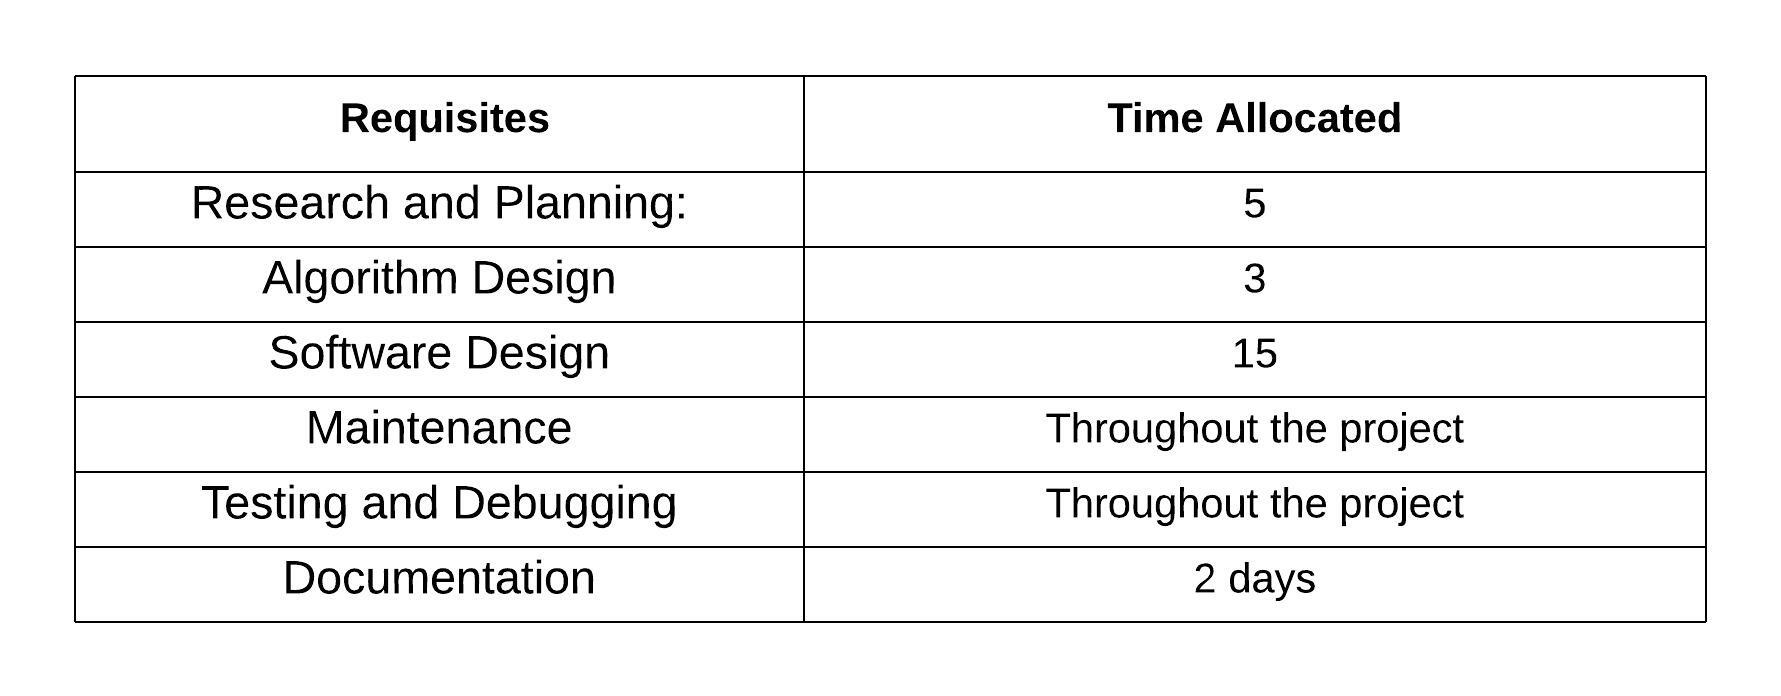 Requisites Time Allocated
Research and Planning: 5
Algorithm Design 3
Software Design 15
Maintenance Throughout the project
Testing and Debugging Throughout the project
Documentation 2 days